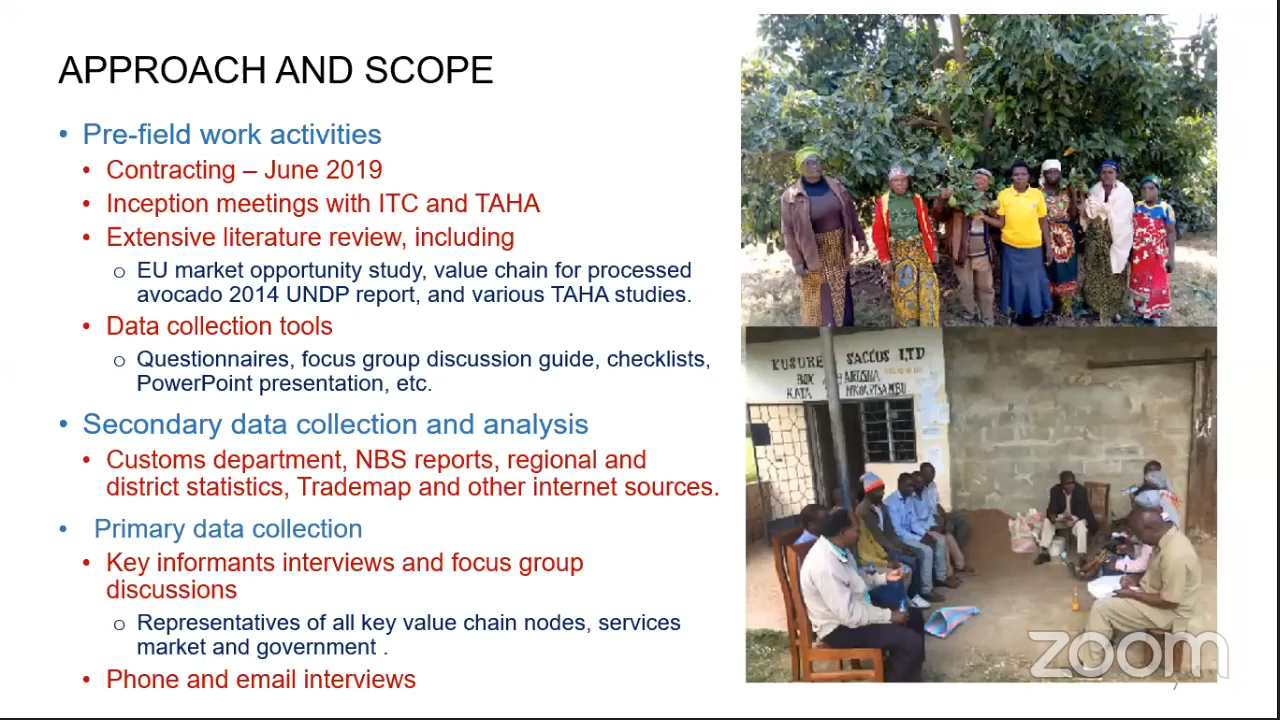 APPROACH AND SCOPE
• Pre-field work activities
• Contracting – June 2019
• Inception meetings with ITC and TAHA
• Extensive literature review, including
o EU market opportunity study, value chain for processed
avocado 2014 UNDP report, and various TAHA studies.
• Data collection tools
o Questionnaires, focus group discussion guide, checklists,
PowerPoint presentation, etc.
• Secondary data collection and analysis
• Customs department, NBS reports, regional and
district statistics, Trademap and other internet sources.
• Primary data collection
• Key informants interviews and focus group
discussions
o Representatives of all key value chain nodes, services
market and government .
• Phone and email interviews
KUSURE SACCOS LTD
BOX ARUSHA
KATA
zoom